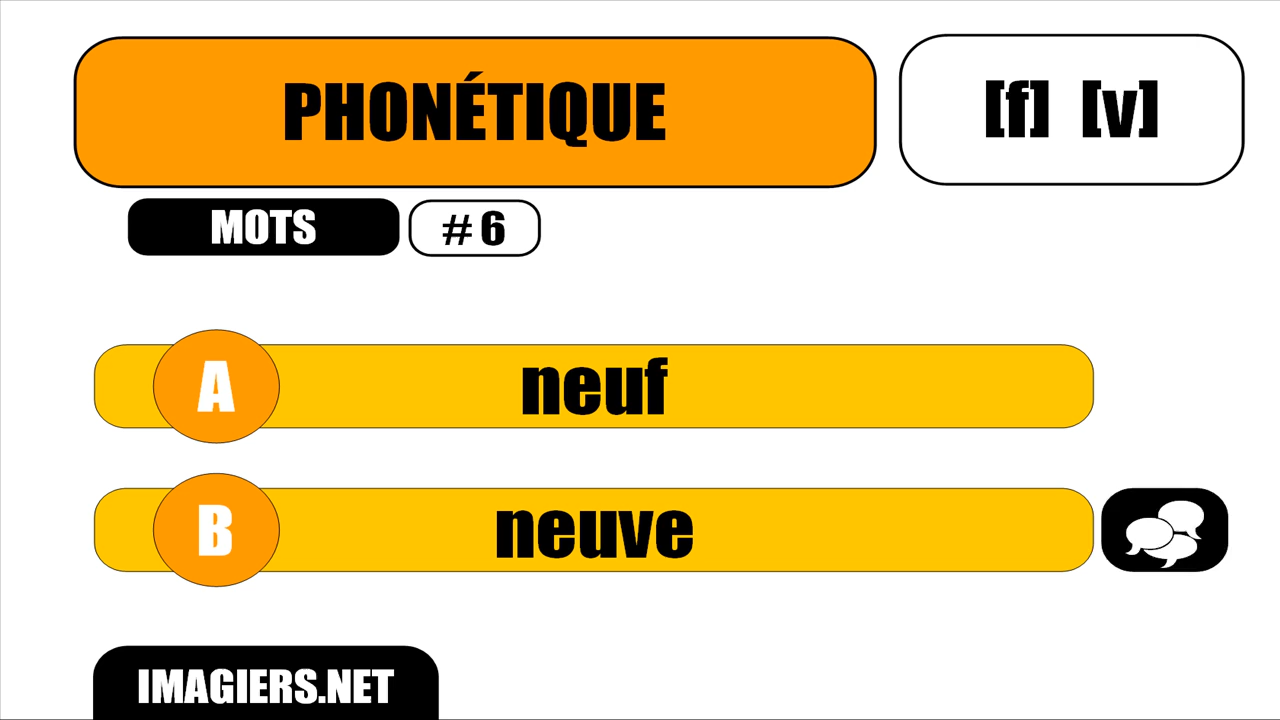 PHONÉTIQUE
[f] [v]
MOTS
# 6
A
neuf
B
neuve
IMAGIERS.NET